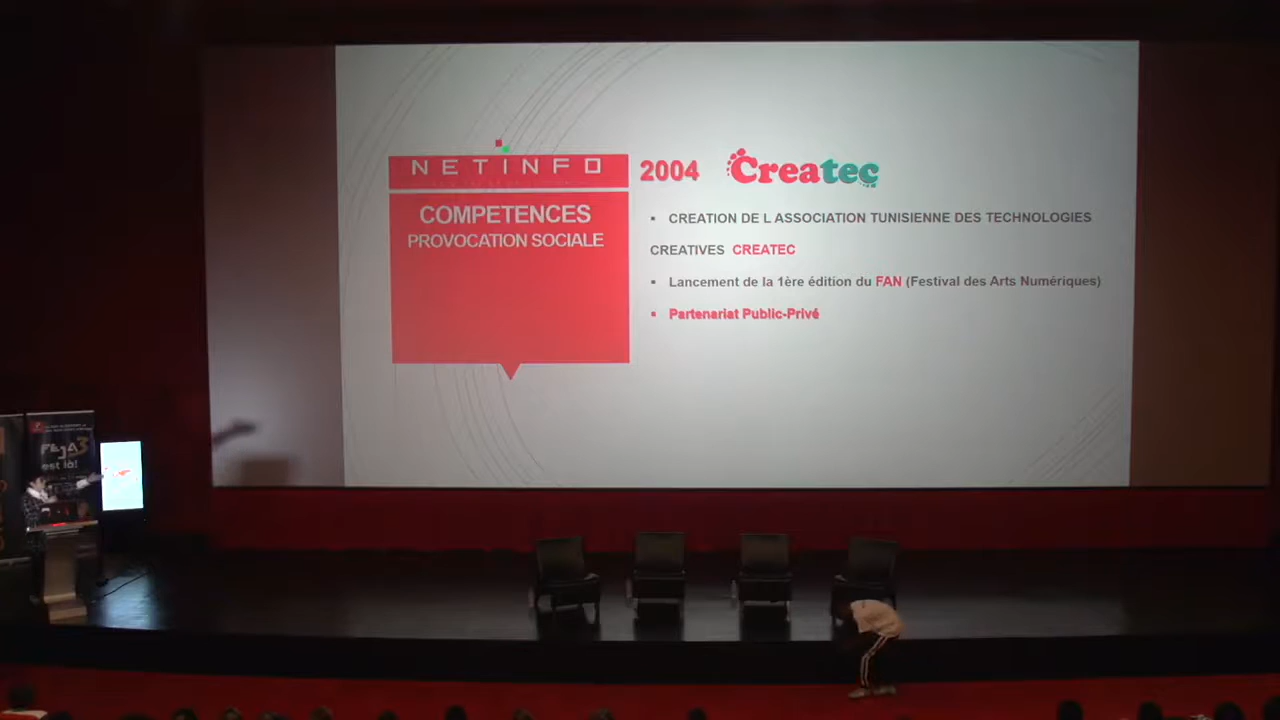 NETINFO
COMPETENCES
PROVOCATION SOCIALE
2004 Createc
▪ CREATION DE L ASSOCIATION TUNISIENNE DES TECHNOLOGIES
CREATIVES CREATEC
▪ Lancement de la 1ère édition du FAN (Festival des Arts Numériques)
▪ Partenariat Public-Privé
FEJA3
est là!